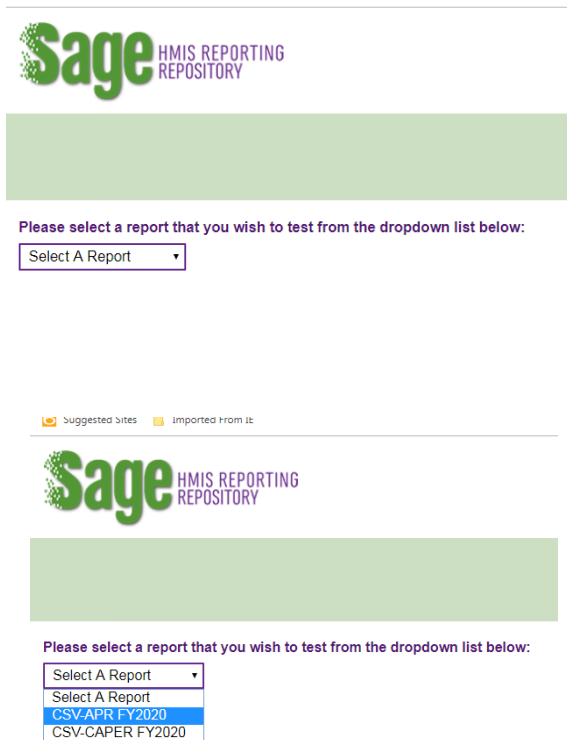 Sage HMIS REPORTING
REPOSITORY
Please select a report that you wish to test from the dropdown list below:
Select A Report
Suggested Sites Imported From IE
Sage HMIS REPORTING
REPOSITORY
Please select a report that you wish to test from the dropdown list below:
Select A Report
Select A Report
CSV-APR FY2020
CSV-CAPER FY2020